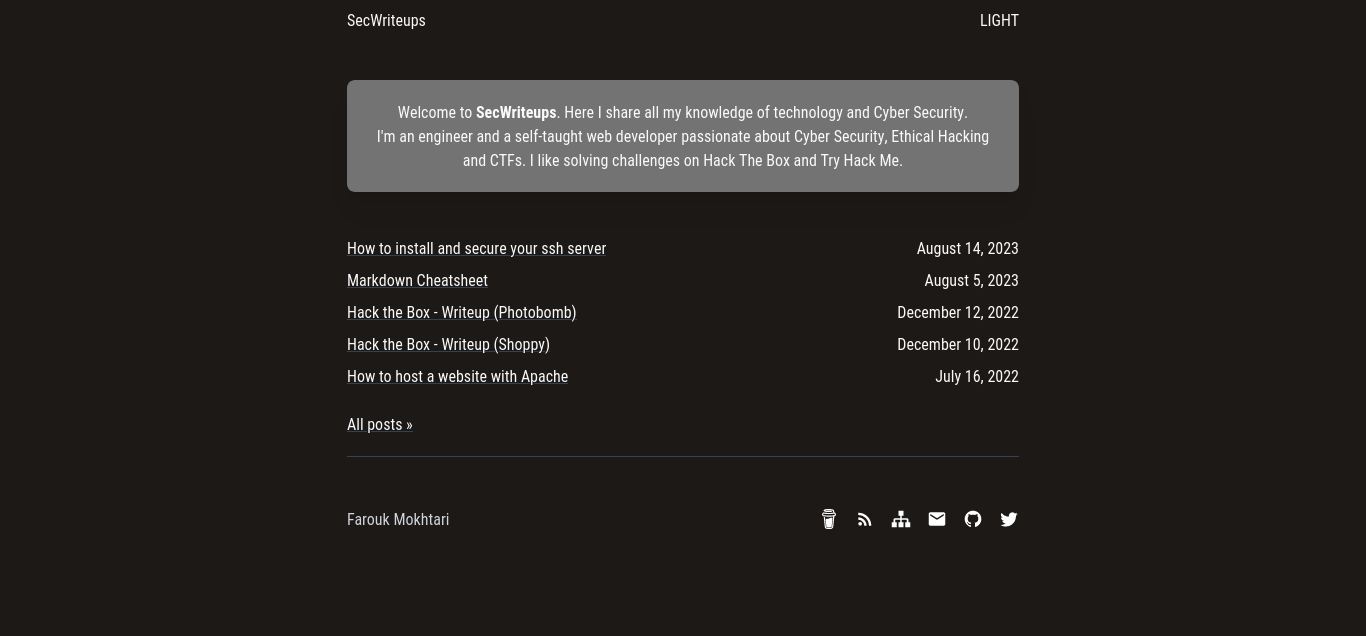 SecWriteups LIGHT
Welcome to SecWriteups. Here I share all my knowledge of technology and Cyber Security.
I'm an engineer and a self-taught web developer passionate about Cyber Security, Ethical Hacking
and CTFs. I like solving challenges on Hack The Box and Try Hack Me.
How to install and secure your ssh server August 14, 2023
Markdown Cheatsheet August 5, 2023
Hack the Box - Writeup (Photobomb) December 12, 2022
Hack the Box - Writeup (Shoppy) December 10, 2022
How to host a website with Apache July 16, 2022
All posts »
Farouk Mokhtari